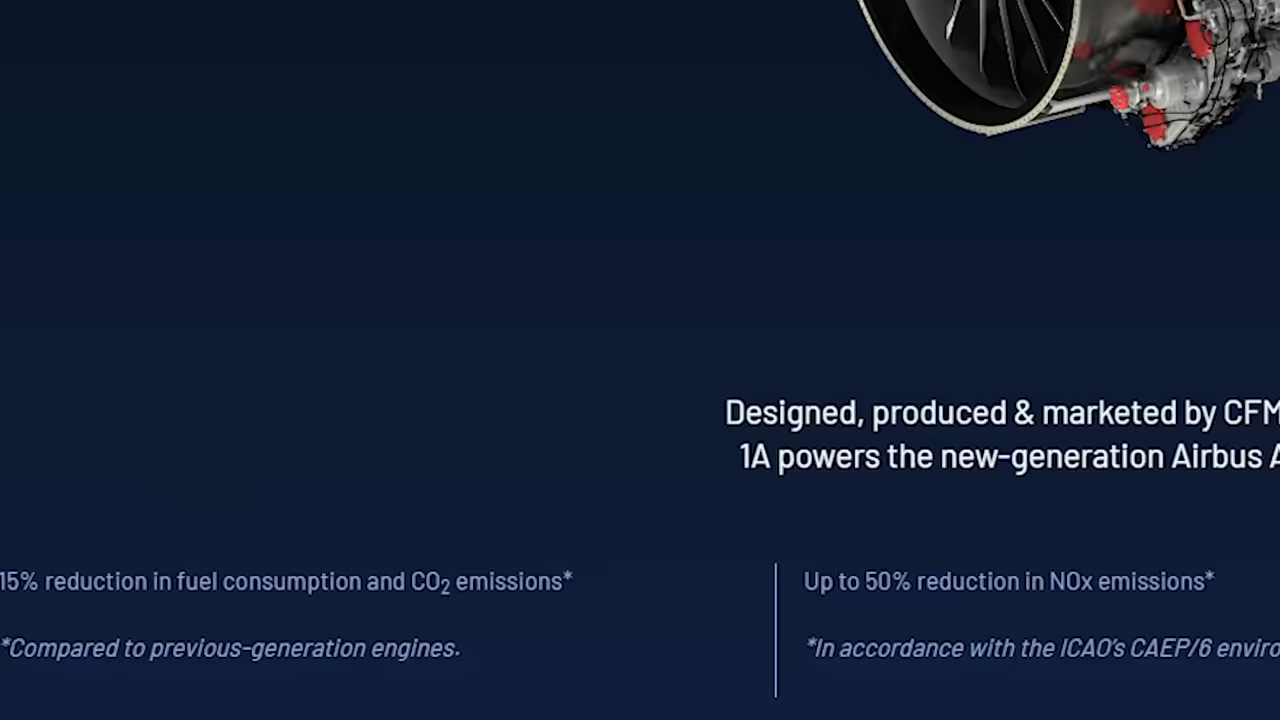 Designed, produced & marketed by CFM
1A powers the new-generation Airbus A
15% reduction in fuel consumption and CO₂ emissions*
Up to 50% reduction in NOx emissions*
*Compared to previous-generation engines.
*In accordance with the ICAO's CAEP/6 enviro